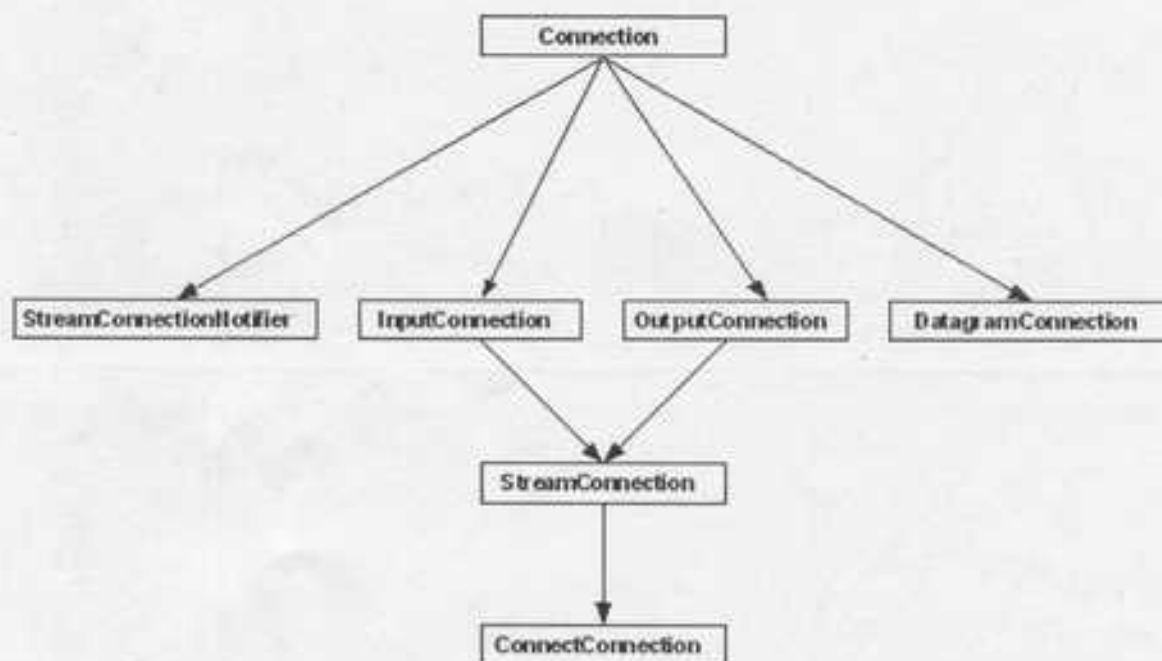 Connection
StreamConnectionNotifier
InputConnection
OutputConnection
DatagramConnection
StreamConnection
ConnectConnection